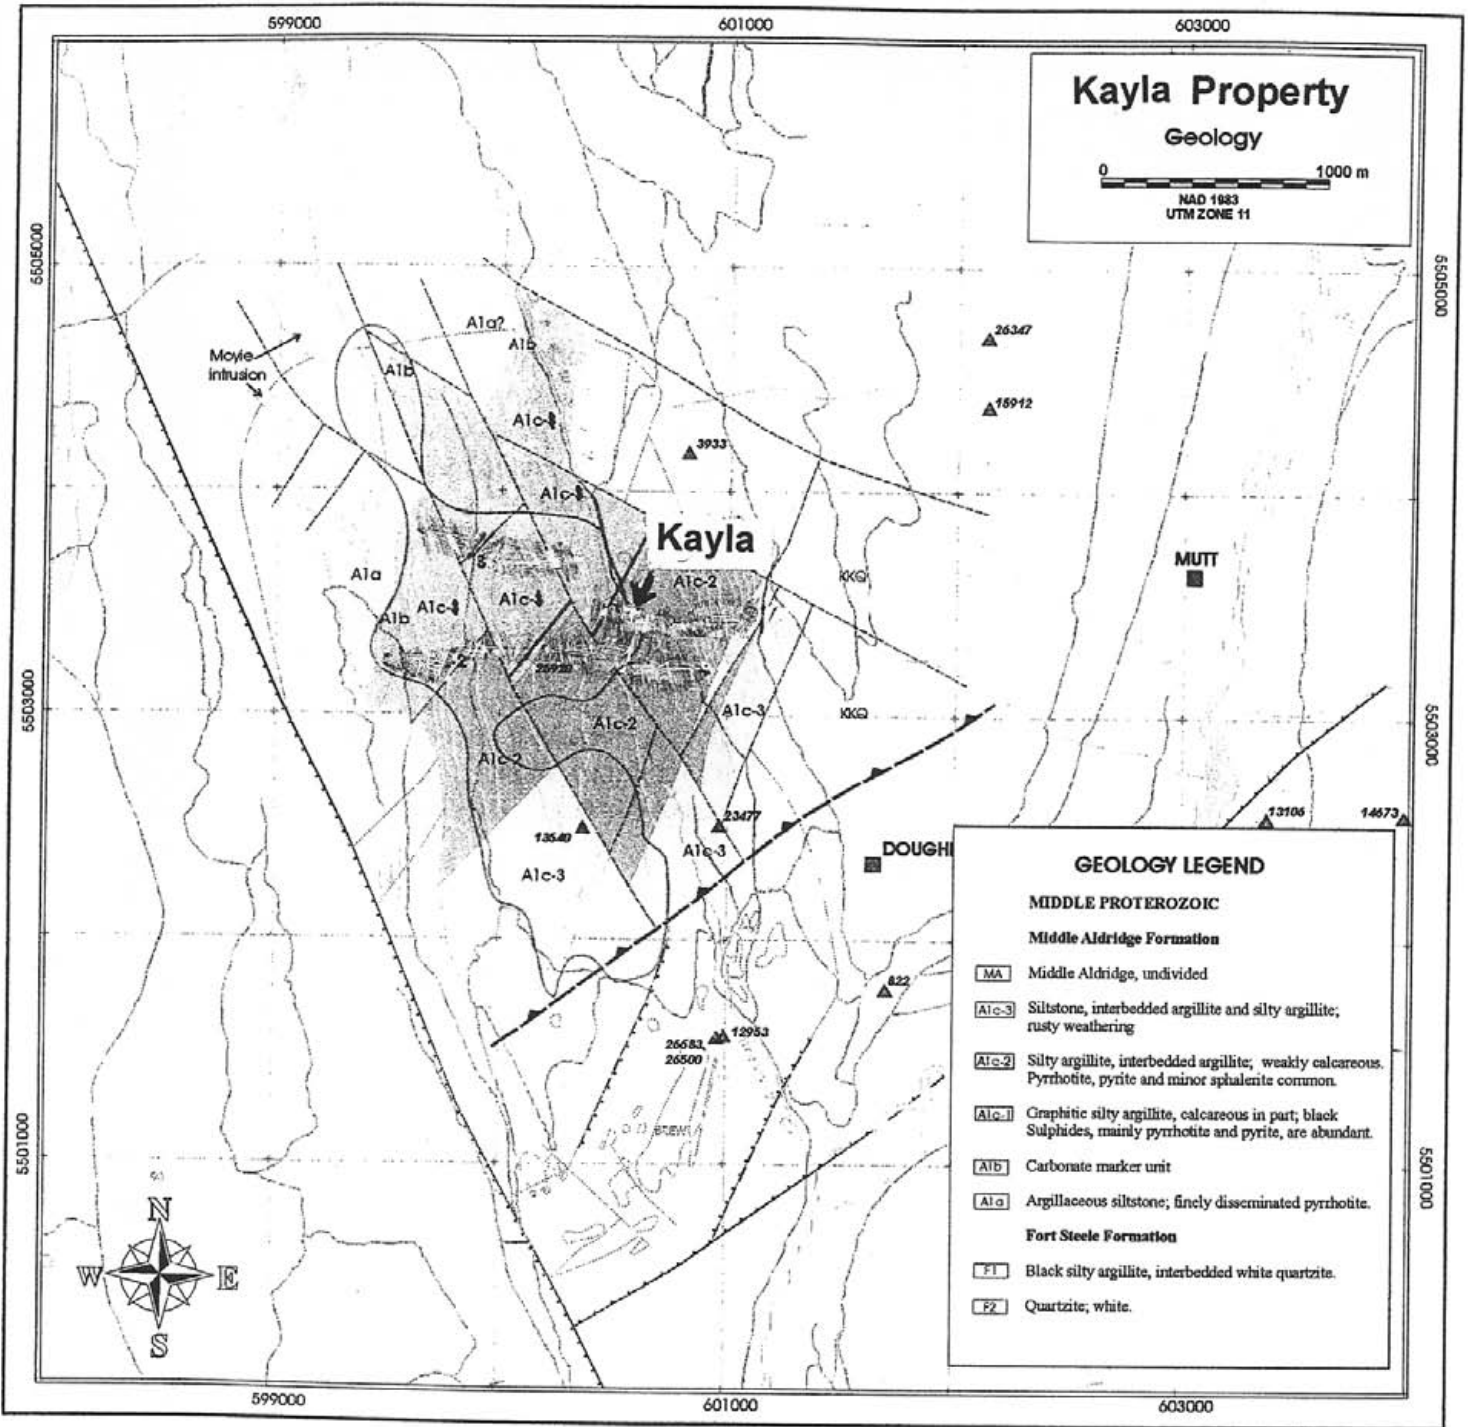 599000
601000
603000
Kayla Property
Geology
0 1000 m
NAD 1983
UTM ZONE 11
5505000
5505000
A1a?
A1b
26347
Moyie
intrusion
A1b
15912
A1c-
3933
A1c-
Kayla
MUTT
A1a
A1c-2
KKQ
A1c-
A1c-
A1b
2
25920
5503000
A1c-2
A1c-3
KKQ
5503000
A1c-2
13640
23477
13106
14673
A1c-3
DOUGH
A1c-3
GEOLOGY LEGEND
MIDDLE PROTEROZOIC
Middle Aldridge Formation
MA Middle Aldridge, undivided
A1c-3 Siltstone, interbedded argillite and silty argillite;
rusty weathering
A1c-2 Silty argillite, interbedded argillite; weakly calcareous.
Pyrrhotite, pyrite and minor sphalerite common.
A1c-1 Graphitic silty argillite, calcareous in part; black
Sulphides, mainly pyrrhotite and pyrite, are abundant.
A1b Carbonate marker unit
A1a Argillaceous siltstone; finely disseminated pyrrhotite.
Fort Steele Formation
F1 Black silty argillite, interbedded white quartzite.
F2 Quartzite; white.
822
26683,
26500
12953
5501000
5501000
N
W E
S
599000
601000
603000